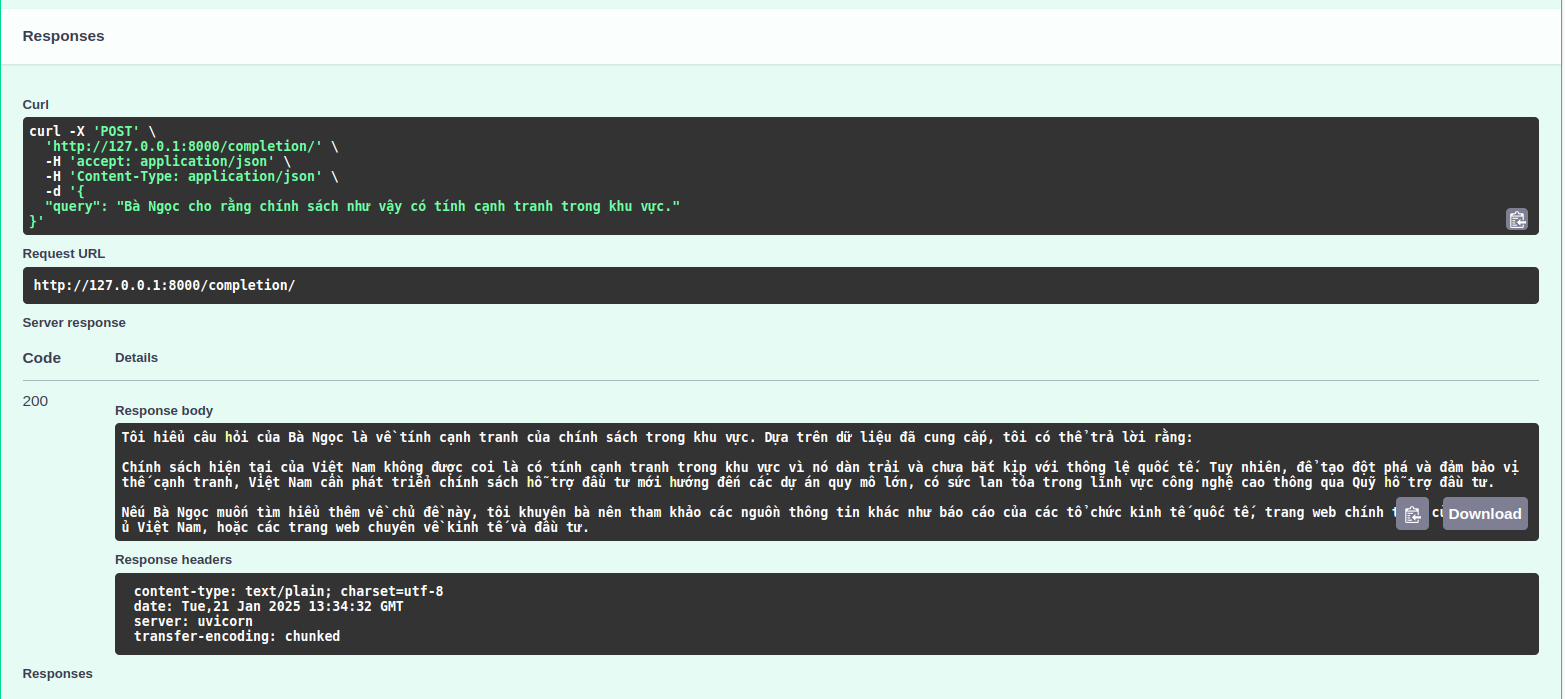 Responses
Curl
curl -X 'POST' \
'http://127.0.0.1:8000/completion/' \
-H 'accept: application/json' \
-H 'Content-Type: application/json' \
-d '{
"query": "Bà Ngọc cho rằng chính sách như vậy có tính cạnh tranh trong khu vực."
}'
Request URL
http://127.0.0.1:8000/completion/
Server response
Code Details
200
Response body
Tôi hiểu câu hỏi của Bà Ngọc là về tính cạnh tranh của chính sách trong khu vực. Dựa trên dữ liệu đã cung cấp, tôi có thể trả lời rằng:
Chính sách hiện tại của Việt Nam không được coi là có tính cạnh tranh trong khu vực vì nó dàn trải và chưa bắt kịp với thông lệ quốc tế. Tuy nhiên, để tạo đột phá và đảm bảo vị
thế cạnh tranh, Việt Nam cần phát triển chính sách hỗ trợ đầu tư mới hướng đến các dự án quy mô lớn, có sức lan tỏa trong lĩnh vực công nghệ cao thông qua Quỹ hỗ trợ đầu tư.
Nếu Bà Ngọc muốn tìm hiểu thêm về chủ đề này, tôi khuyên bà nên tham khảo các nguồn thông tin khác như báo cáo của các tổ chức kinh tế quốc tế, trang web chính
ủ Việt Nam, hoặc các trang web chuyên về kinh tế và đầu tư.
Download
Response headers
content-type: text/plain; charset=utf-8
date: Tue,21 Jan 2025 13:34:32 GMT
server: uvicorn
transfer-encoding: chunked
Responses